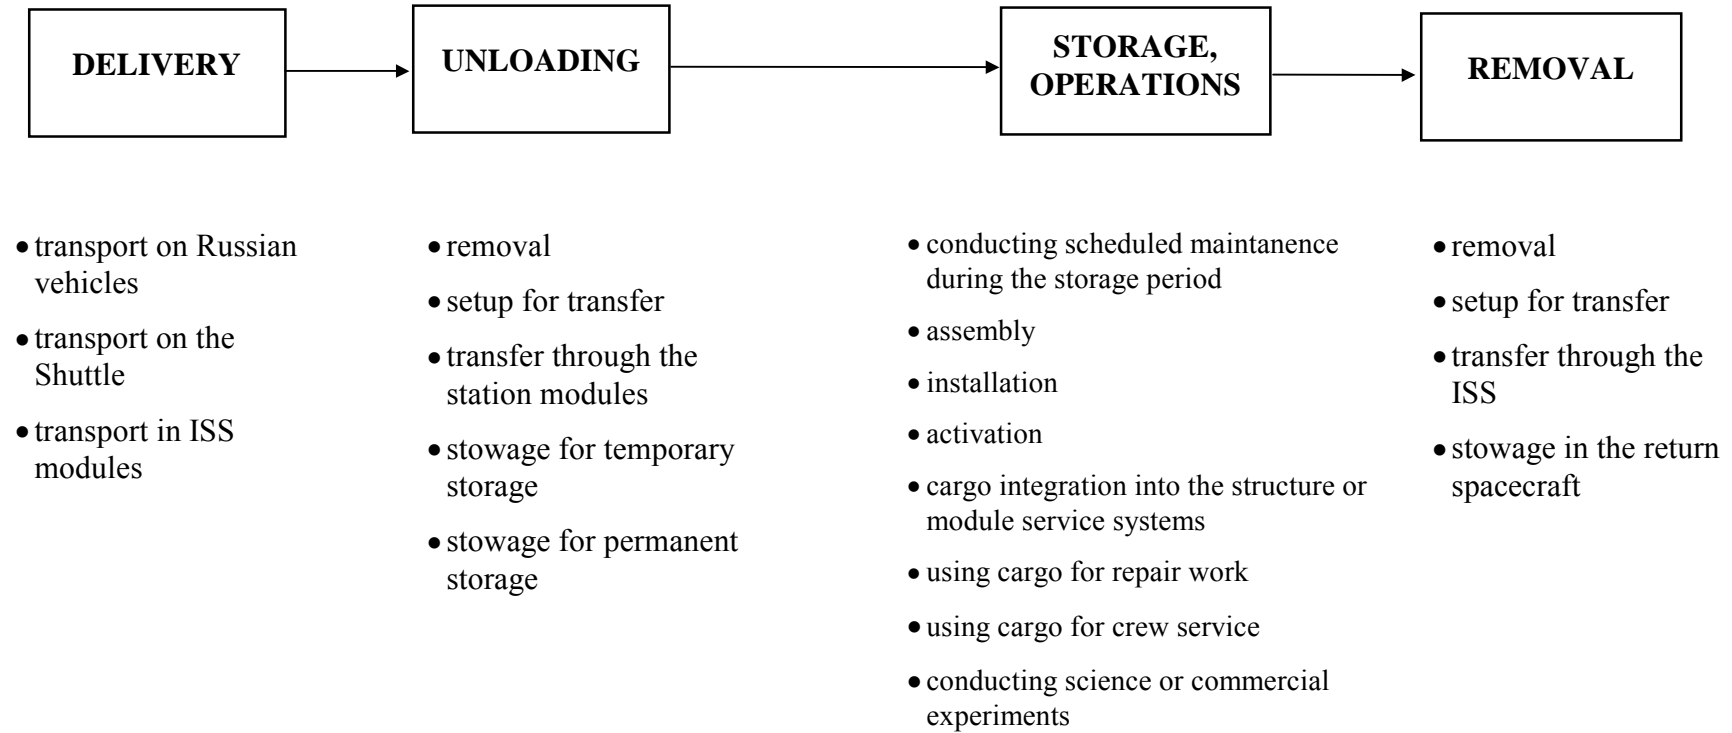 DELIVERY
UNLOADING
STORAGE,
OPERATIONS
REMOVAL
• transport on Russian
vehicles
• transport on the
Shuttle
• transport in ISS
modules
• removal
• setup for transfer
• transfer through the
station modules
• stowage for temporary
storage
• stowage for permanent
storage
• conducting scheduled maintanence
during the storage period
• assembly
• installation
• activation
• cargo integration into the structure or
module service systems
• using cargo for repair work
• using cargo for crew service
• conducting science or commercial
experiments
• removal
• setup for transfer
• transfer through the
ISS
• stowage in the return
spacecraft